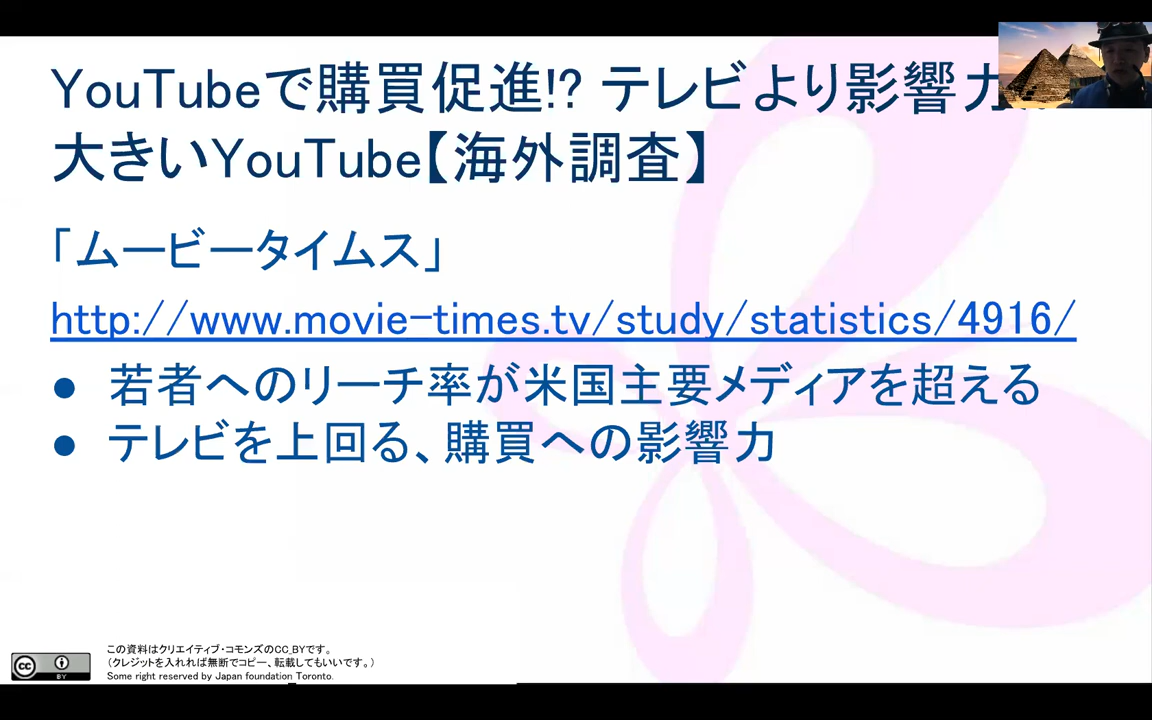 YouTubeで購買促進!? テレビより影響力
大きいYouTube【海外調査】
「ムービータイムス」
http://www.movie-times.tv/study/statistics/4916/
● 若者へのリーチ率が米国主要メディアを超える
● テレビを上回る、購買への影響力
この資料はクリエイティブ・コモンズのCC_BYです。
（クレジットを入れれば無断でコピー、転載してもいいです。）
Some right reserved by Japan foundation Toronto.
cc BY